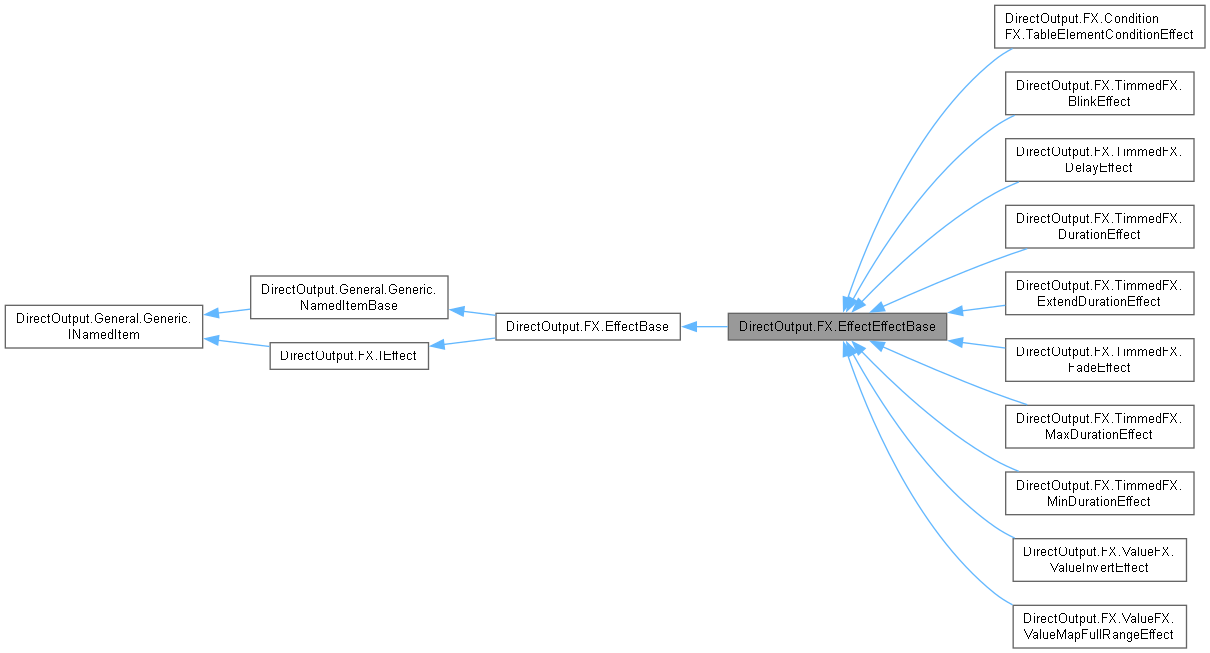 DirectOutput.General.Generic.
INamedItem
DirectOutput.General.Generic.
NamedItemBase
DirectOutput.FX.IEffect
DirectOutput.FX.EffectBase
DirectOutput.FX.EffectEffectBase
DirectOutput.FX.Condition
FX.TableElementConditionEffect
DirectOutput.FX.TimmedFX.
BlinkEffect
DirectOutput.FX.TimmedFX.
DelayEffect
DirectOutput.FX.TimmedFX.
DurationEffect
DirectOutput.FX.TimmedFX.
ExtendDurationEffect
DirectOutput.FX.TimmedFX.
FadeEffect
DirectOutput.FX.TimmedFX.
MaxDurationEffect
DirectOutput.FX.TimmedFX.
MinDurationEffect
DirectOutput.FX.ValueFX.
ValueInvertEffect
DirectOutput.FX.ValueFX.
ValueMapFullRangeEffect